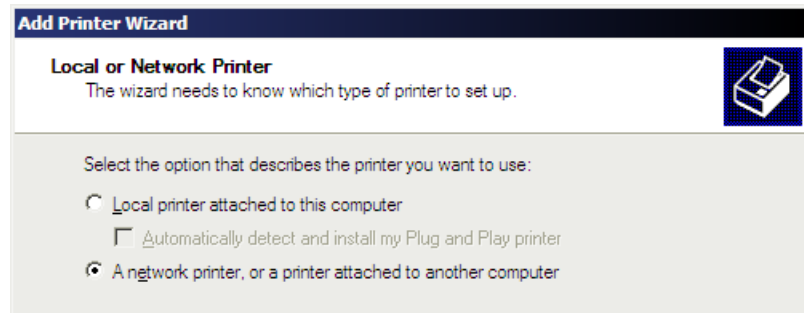 Add Printer Wizard
Local or Network Printer
The wizard needs to know which type of printer to set up.
Select the option that describes the printer you want to use:
Local printer attached to this computer
Automatically detect and install my Plug and Play printer
A network printer, or a printer attached to another computer